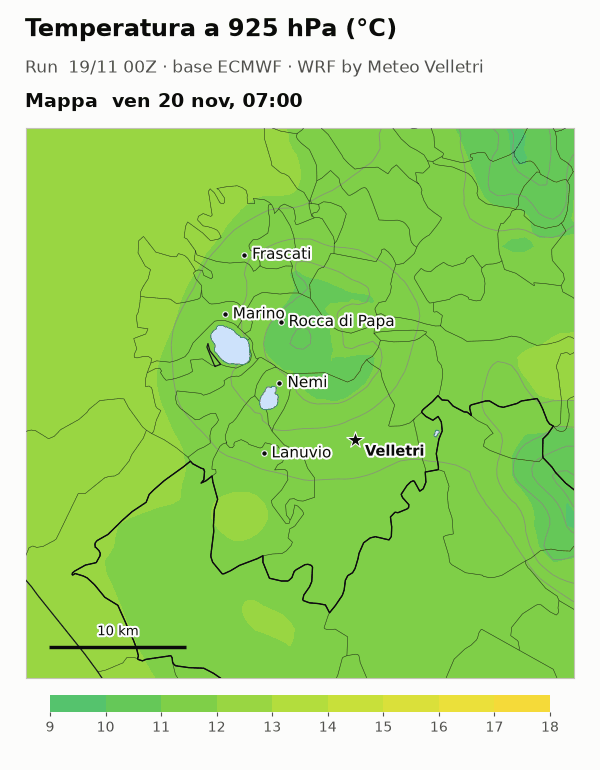 Temperatura a 925 hPa (°C)
Run  19/11 00Z · base ECMWF · WRF by Meteo Velletri
Mappa  ven 20 nov, 07:00
Frascati
Marino
Rocca di Papa
Nemi
Velletri
Lanuvio
10 km
9 10 11 12 13 14 15 16 17 18